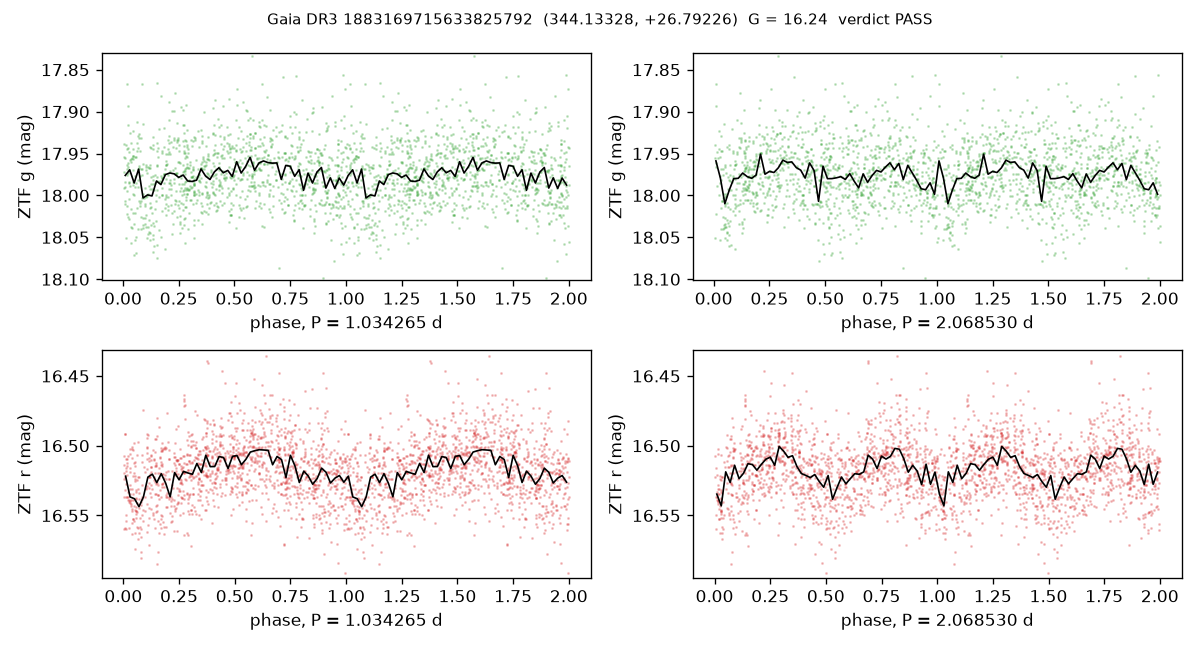 Gaia DR3 1883169715633825792 (344.13328, +26.79226) G = 16.24 verdict PASS
ZTF g (mag)
17.85
17.90
17.95
18.00
18.05
18.10
0.00 0.25 0.50 0.75 1.00 1.25 1.50 1.75 2.00
phase, P = 1.034265 d
ZTF g (mag)
17.85
17.90
17.95
18.00
18.05
18.10
0.00 0.25 0.50 0.75 1.00 1.25 1.50 1.75 2.00
phase, P = 2.068530 d
ZTF r (mag)
16.45
16.50
16.55
0.00 0.25 0.50 0.75 1.00 1.25 1.50 1.75 2.00
phase, P = 1.034265 d
ZTF r (mag)
16.45
16.50
16.55
0.00 0.25 0.50 0.75 1.00 1.25 1.50 1.75 2.00
phase, P = 2.068530 d